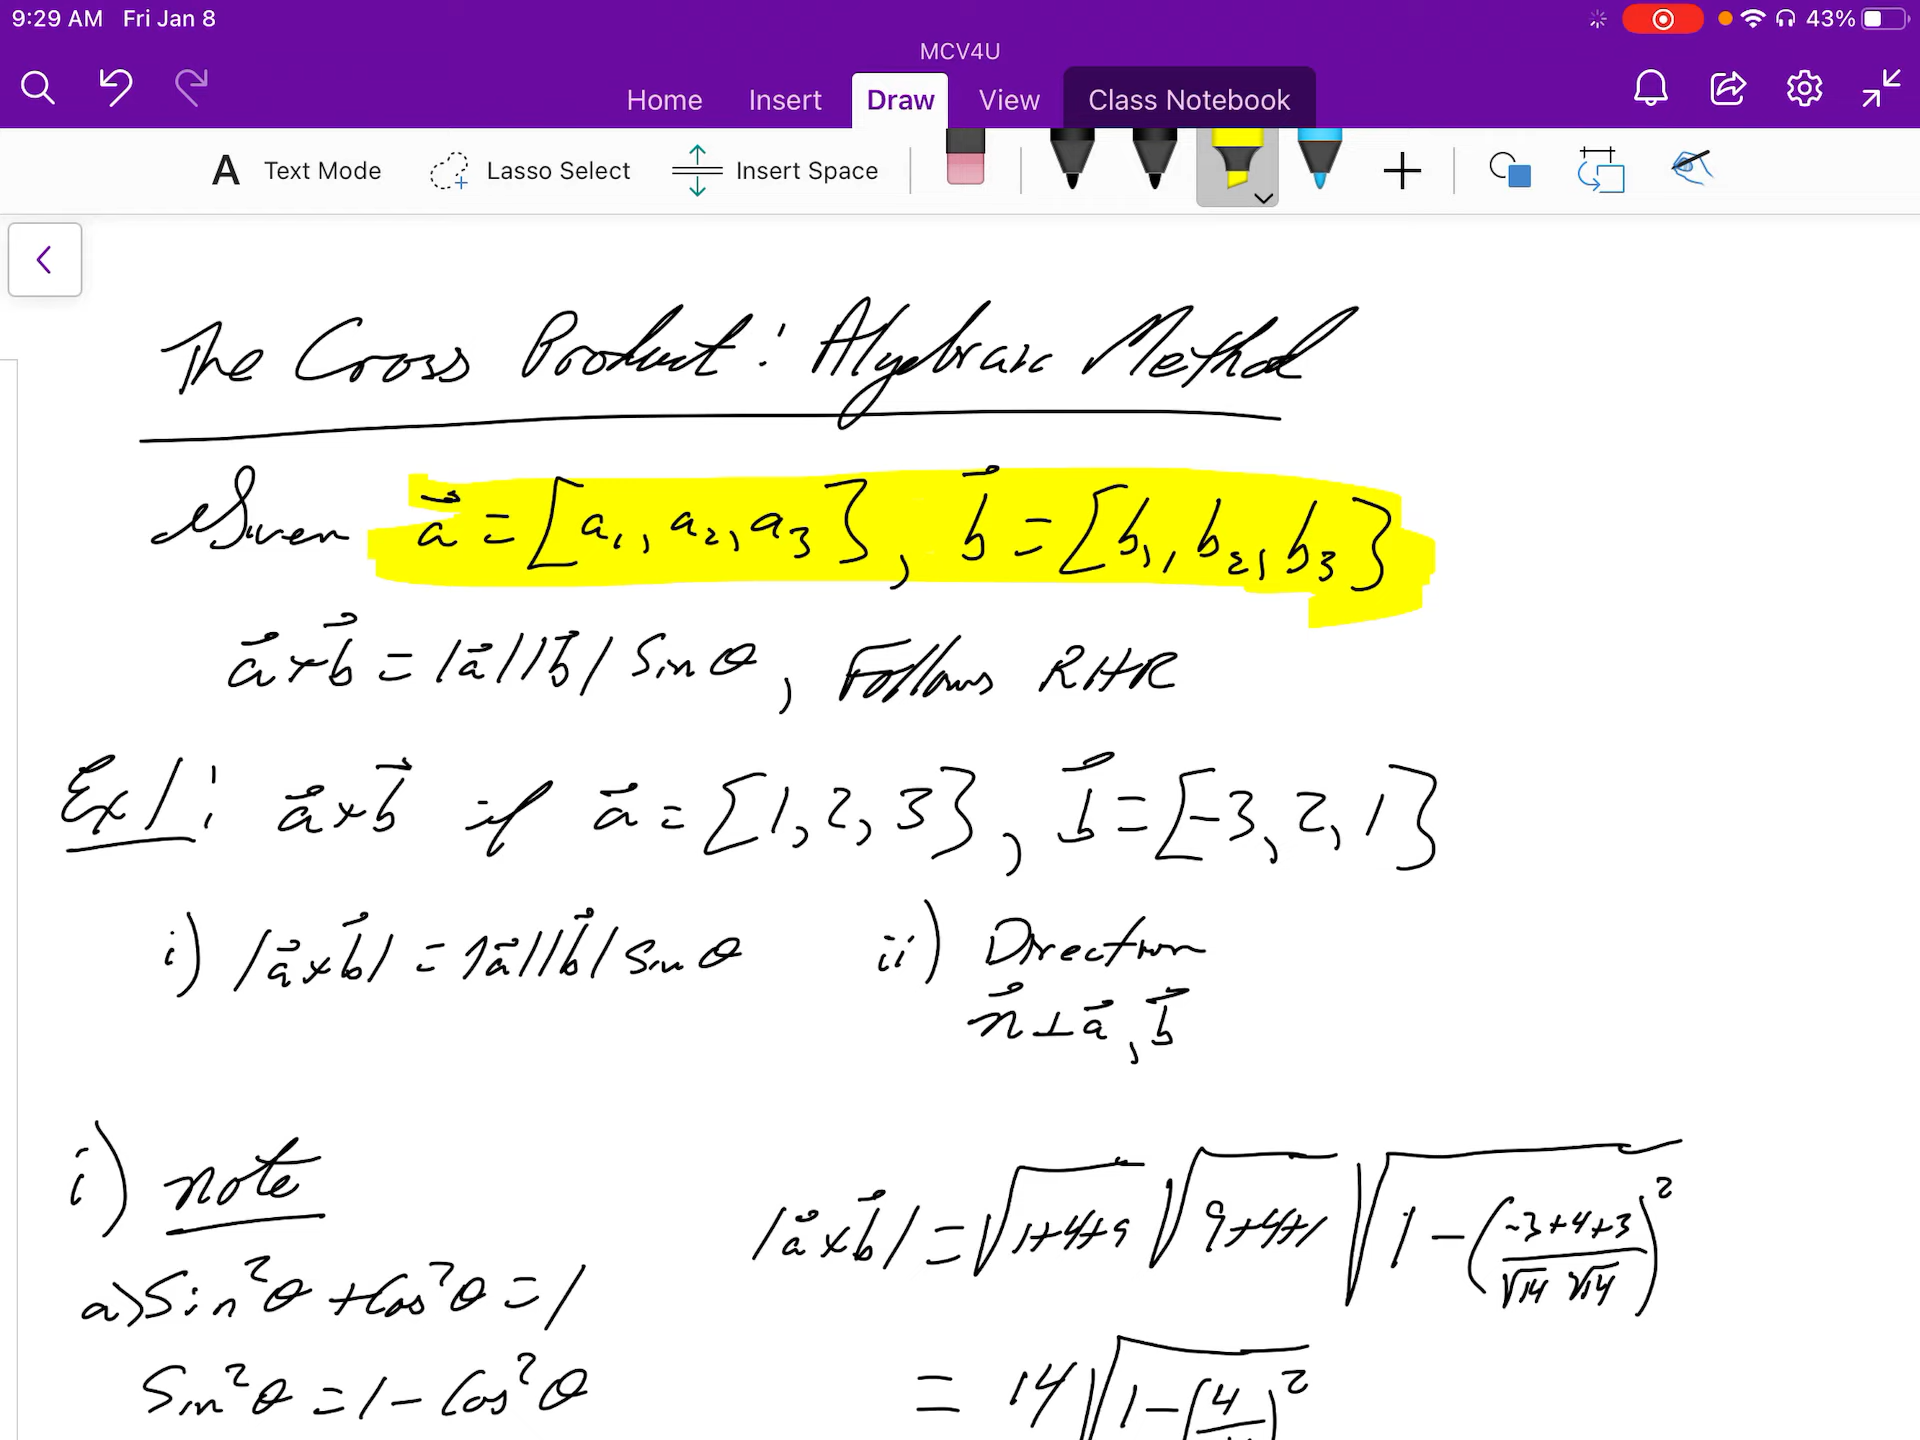 9:29 AM Fri Jan 8 43%
MCV4U
Home Insert Draw View Class Notebook
A Text Mode Lasso Select Insert Space
The Cross Product: Algebraic Method
Given a⃗ = [a₁, a₂, a₃], b⃗ = [b₁, b₂, b₃]
a⃗×b⃗ = |a⃗||b⃗| Sin θ, Follows RHR
Ex 1: a⃗×b⃗ if a⃗ = [1, 2, 3], b⃗ = [-3, 2, 1]
i) |a⃗×b⃗| = |a⃗||b⃗| Sin θ ii) Direction
n⃗ ⊥ a⃗, b⃗
i) note
|a⃗×b⃗| = √(1+4+9) √(9+4+1) √(1-((-3+4+3)/(√14 √14))²)
a) Sin²θ + Cos²θ = 1
Sin²θ = 1 - Cos²θ
= 14√(1-(4/
)²